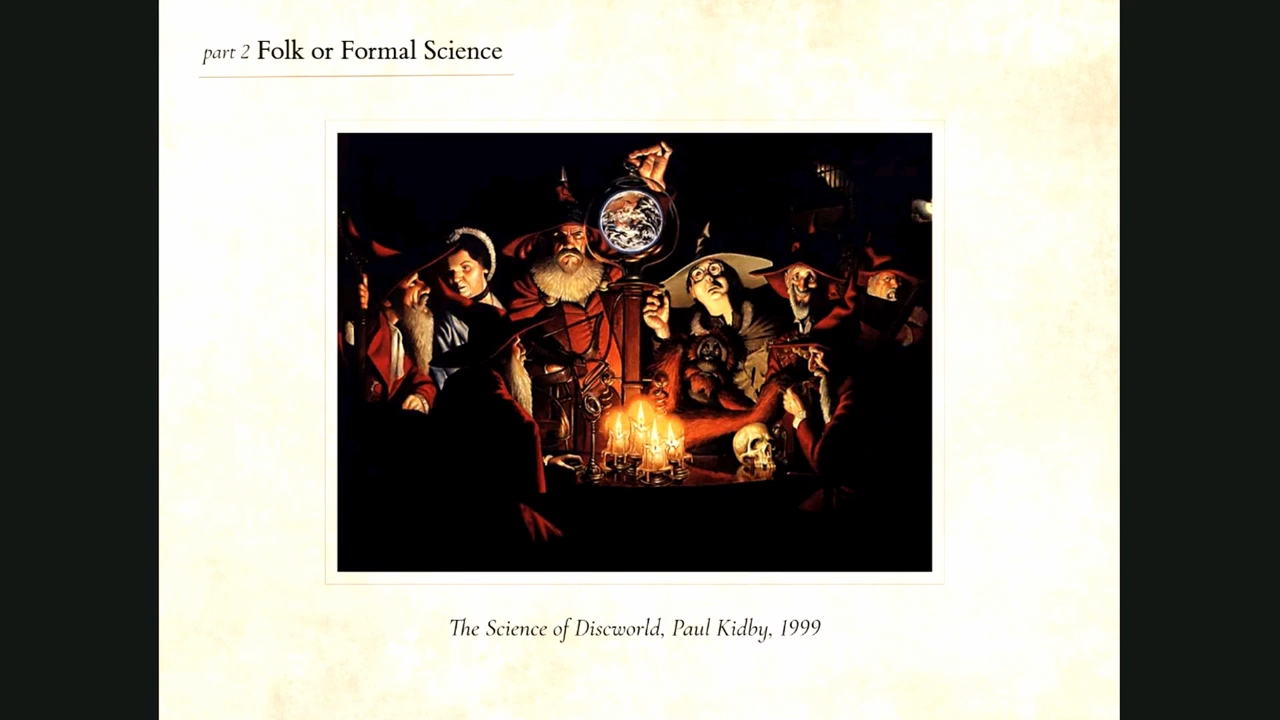 part 2 Folk or Formal Science
The Science of Discworld, Paul Kidby, 1999